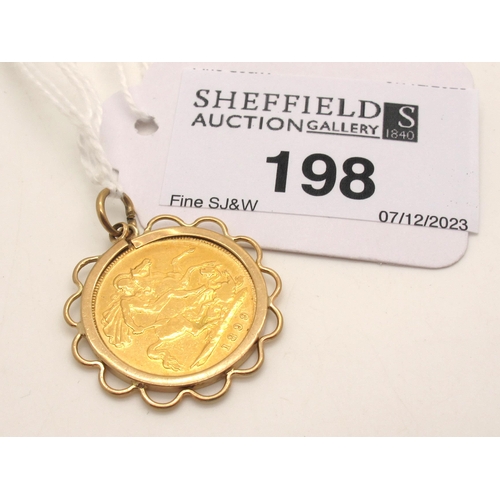 SHEFFIELD S
AUCTION GALLERY 1840
198
Fine SJ&W 07/12/2023